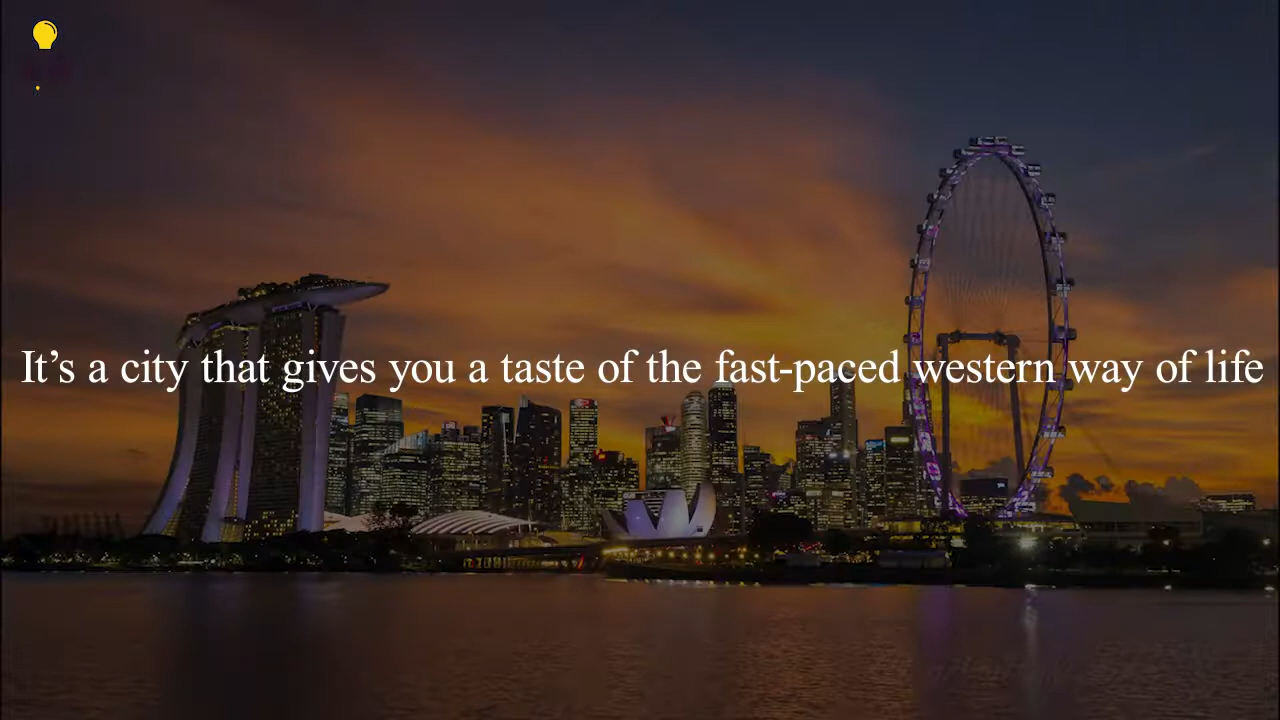 It’s a city that gives you a taste of the fast-paced western way of life